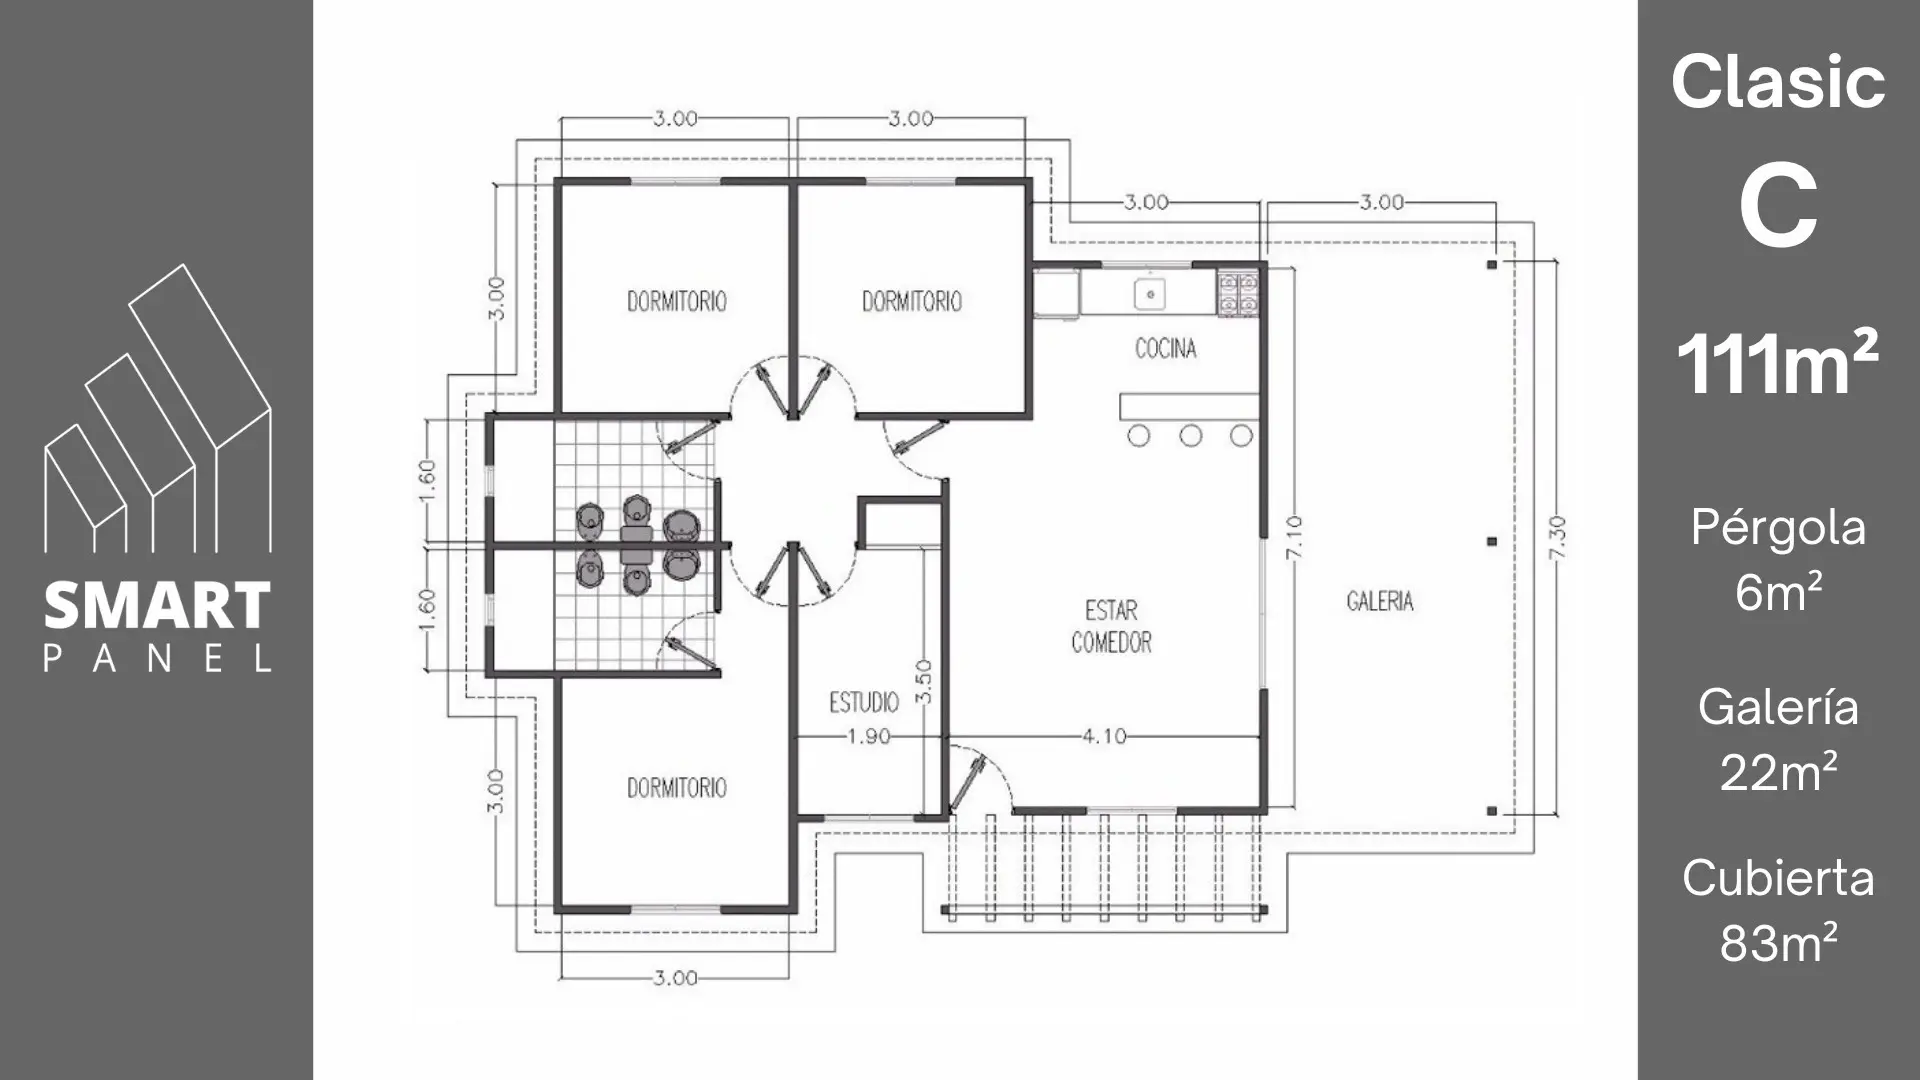 SMART
PANEL
3.00
3.00
3.00
3.00
3.00
DORMITORIO
DORMITORIO
COCINA
1.60
1.60
7.10
7.30
ESTAR
COMEDOR
GALERIA
3.50
ESTUDIO
1.90
4.10
3.00
DORMITORIO
3.00
Clasic
C
111m²
Pérgola
6m²
Galería
22m²
Cubierta
83m²